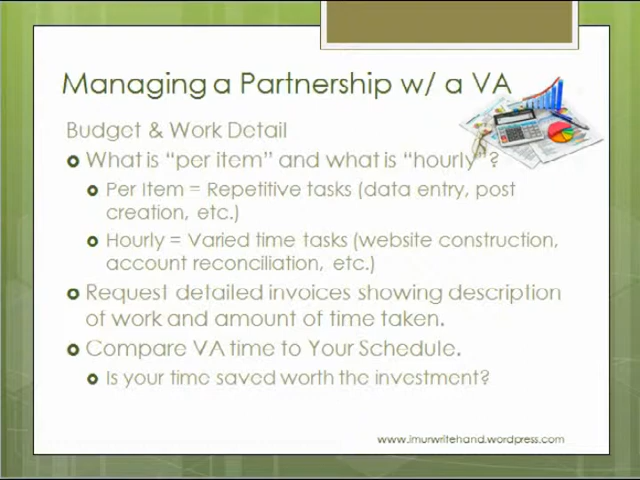 Managing a Partnership w/ a VA
Budget & Work Detail
What is “per item” and what is “hourly”?
Per Item = Repetitive tasks (data entry, post
creation, etc.)
Hourly = Varied time tasks (website construction,
account reconciliation, etc.)
Request detailed invoices showing description
of work and amount of time taken.
Compare VA time to Your Schedule.
Is your time saved worth the investment?
www.imurwritehand.wordpress.com